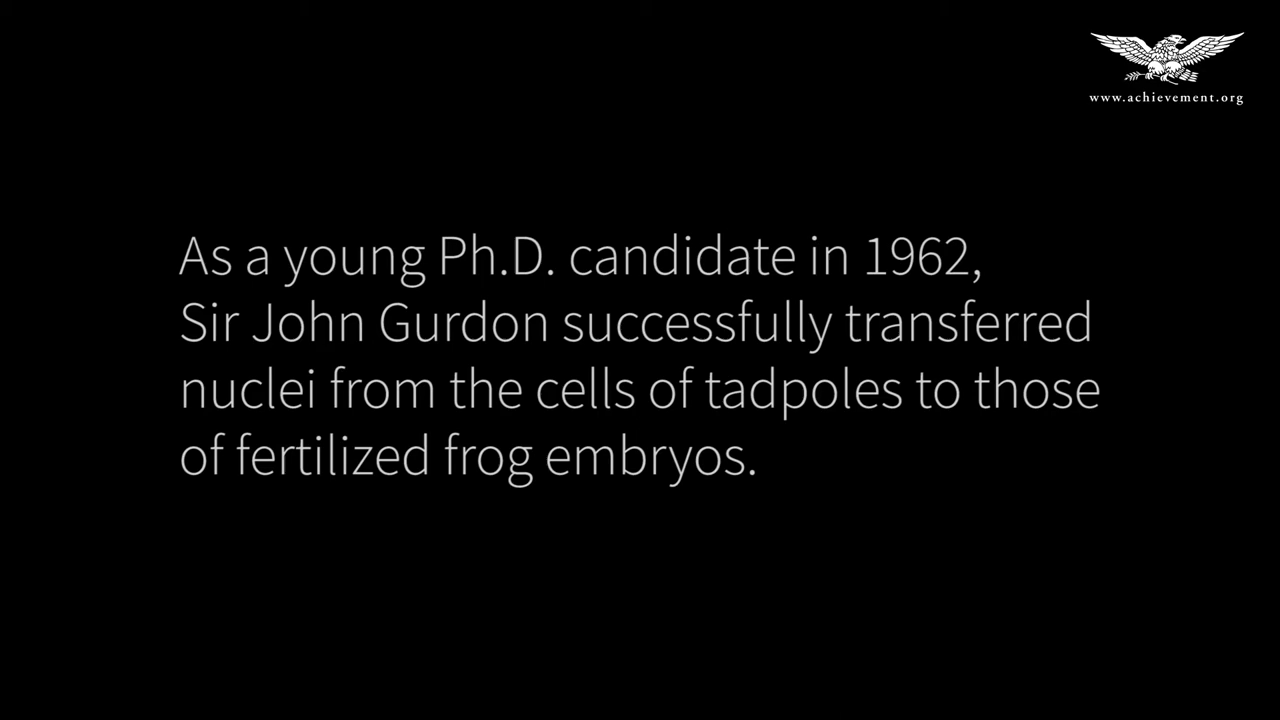 www.achievement.org
As a young Ph.D. candidate in 1962,
Sir John Gurdon successfully transferred
nuclei from the cells of tadpoles to those
of fertilized frog embryos.